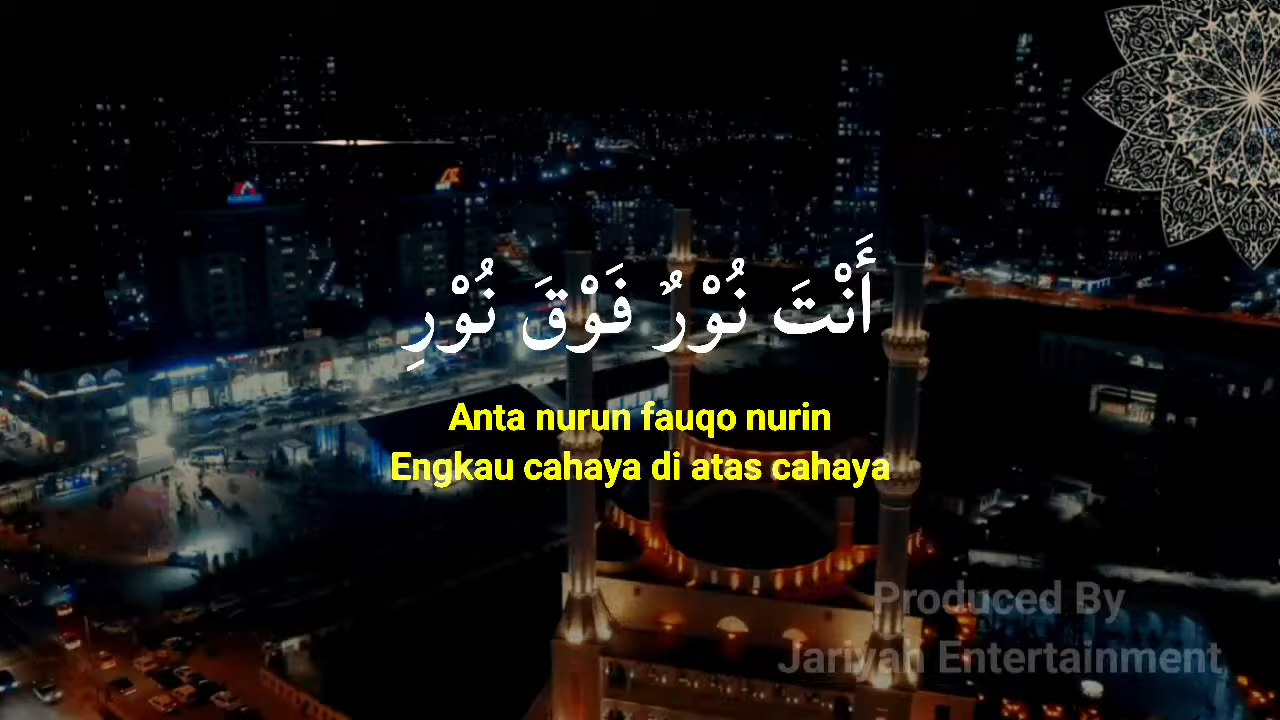 أَنْتَ نُوْرٌ فَوْقَ نُوْرِ
Anta nurun fauqo nurin
Engkau cahaya di atas cahaya
Produced By
Jariyah Entertainment